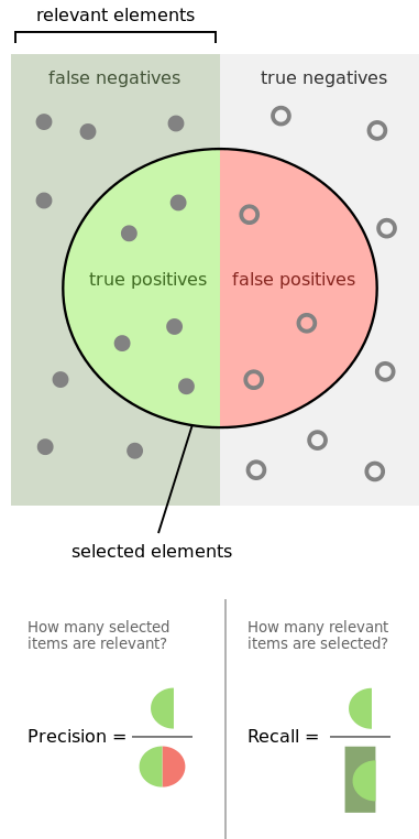 relevant elements
false negatives
true negatives
true positives
false positives
selected elements
How many selected
items are relevant?
How many relevant
items are selected?
Precision =
Recall =